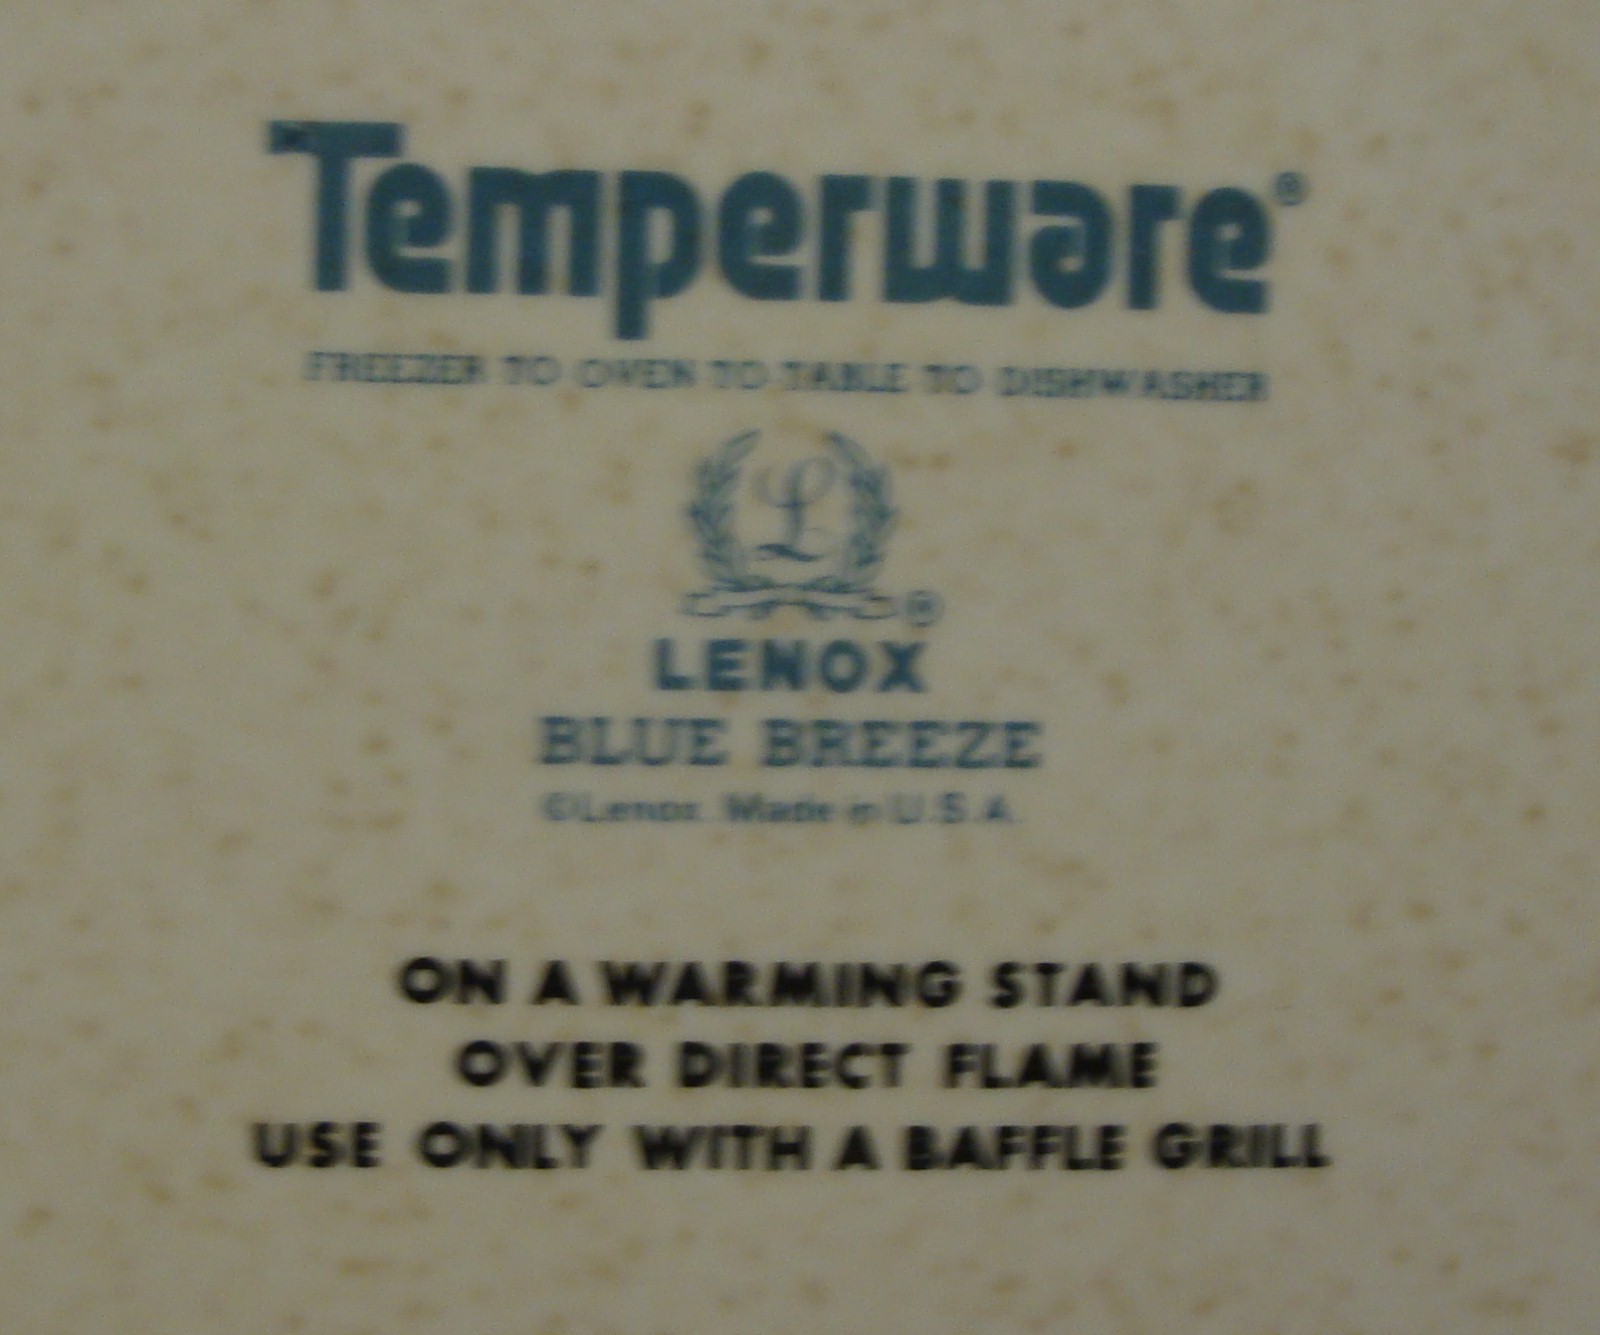 Temperware®
FREEZER TO OVEN TO TABLE TO DISHWASHER
L
®
LENOX
BLUE BREEZE
©Lenox. Made in U.S.A.
ON A WARMING STAND
OVER DIRECT FLAME
USE ONLY WITH A BAFFLE GRILL